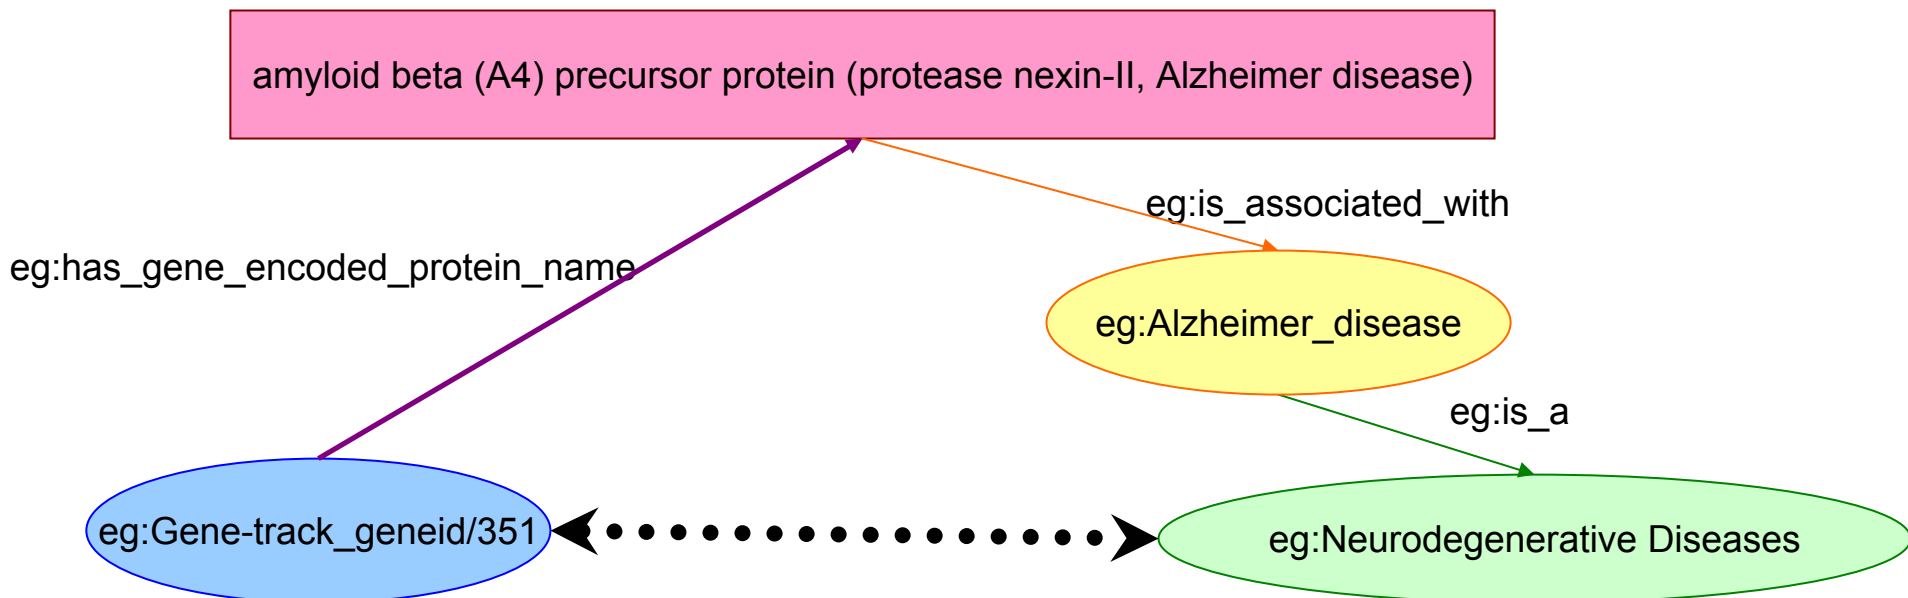 amyloid beta (A4) precursor protein (protease nexin-II, Alzheimer disease)
eg:is_associated_with
eg:has_gene_encoded_protein_name
eg:Alzheimer_disease
eg:is_a
eg:Gene-track_geneid/351
eg:Neurodegenerative Diseases